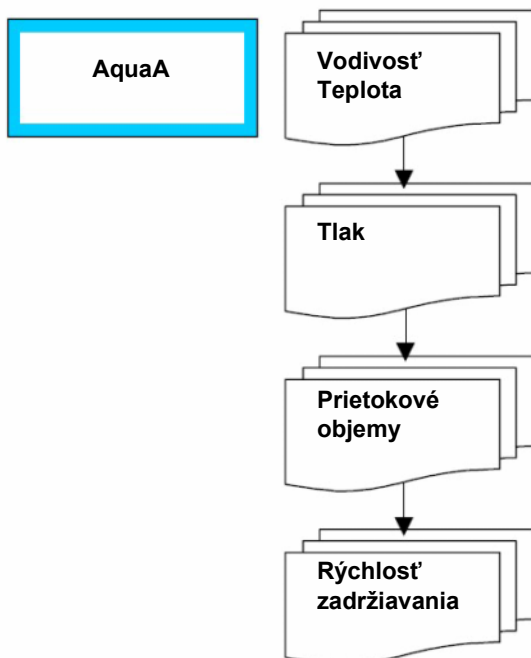 AquaA
Vodivosť
Teplota
Tlak
Prietokové
objemy
Rýchlosť
zadržiavania